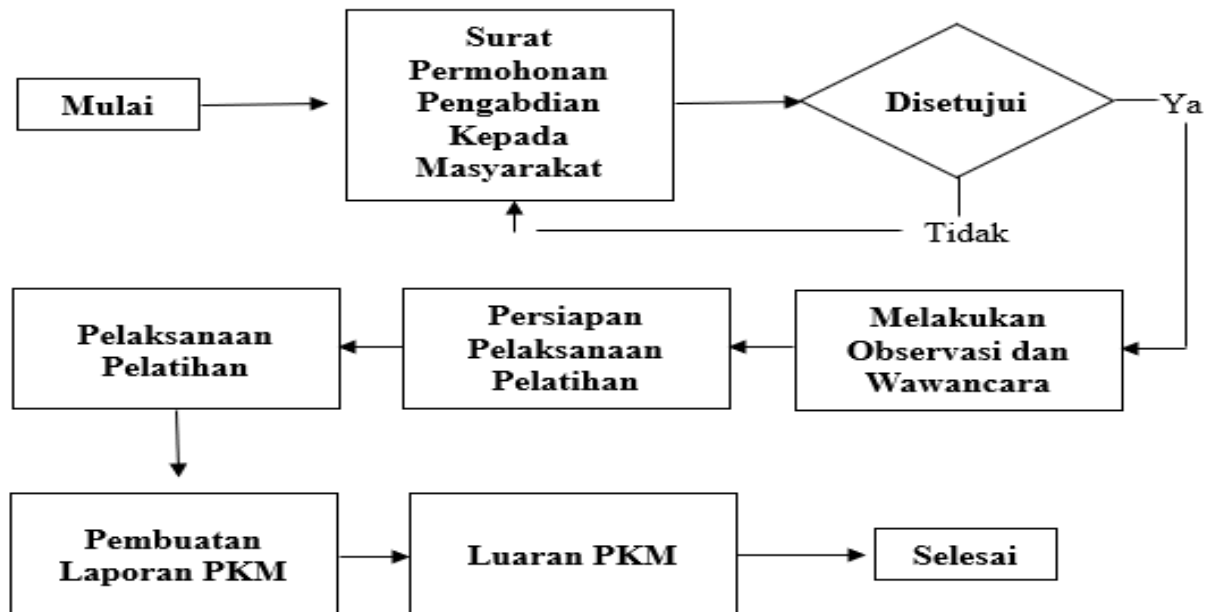 Mulai
Surat
Permohonan
Pengabdian
Kepada
Masyarakat
Disetujui
Ya
Tidak
Melakukan
Observasi dan
Wawancara
Persiapan
Pelaksanaan
Pelatihan
Pelaksanaan
Pelatihan
Pembuatan
Laporan PKM
Luaran PKM
Selesai